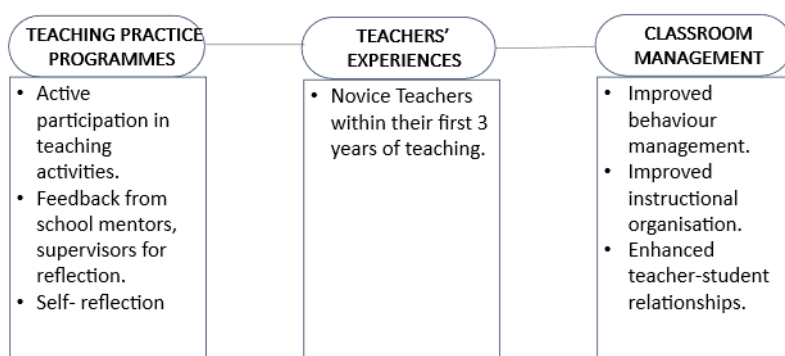 TEACHING PRACTICE
PROGRAMMES
• Active
participation in
teaching
activities.
• Feedback from
school mentors,
supervisors for
reflection.
• Self- reflection
TEACHERS'
EXPERIENCES
• Novice Teachers
within their first 3
years of teaching.
CLASSROOM
MANAGEMENT
• Improved
behaviour
management.
• Improved
instructional
organisation.
• Enhanced
teacher-student
relationships.